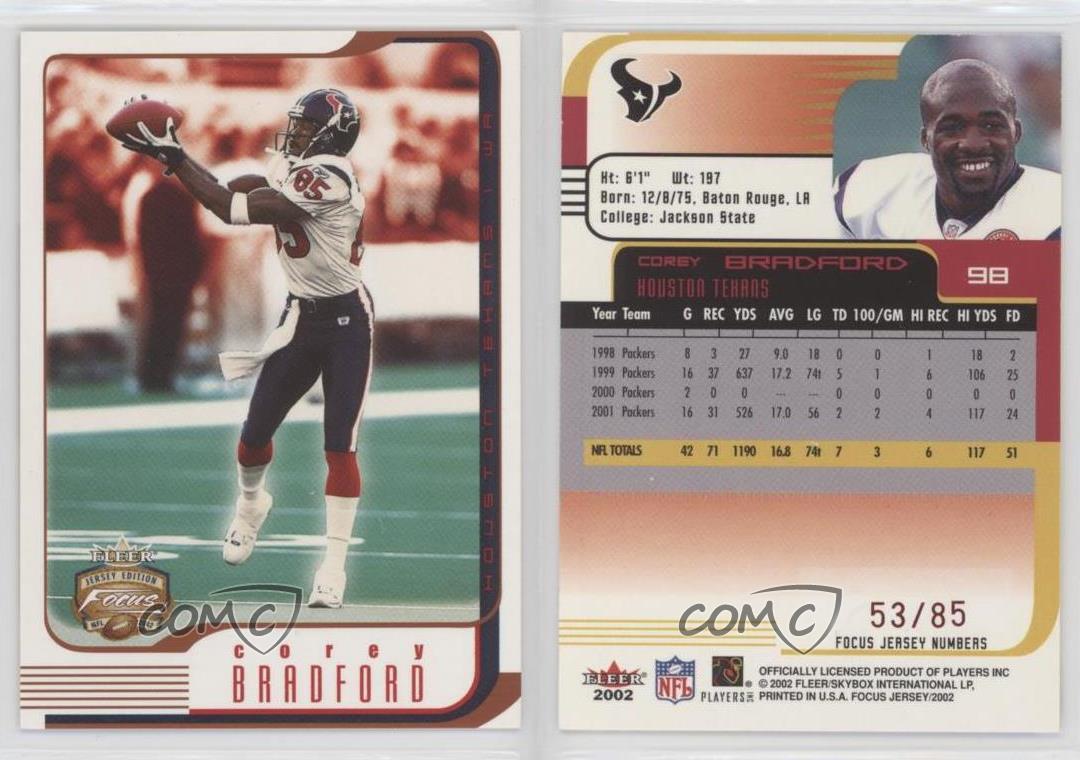 85
85
HOUSTON TEXANS | WR
FLEER
JERSEY EDITION
Focus
NFL 2002
COMC
corey
BRADFORD
Ht: 6'1" Wt: 197
Born: 12/8/75, Baton Rouge, LA
College: Jackson State
COREY BRADFORD
98
HOUSTON TEXANS
Year Team G REC YDS AVG LG TD 100/GM HI REC HI YDS FD
1998 Packers 8 3 27 9.0 18 0 0 1 18 2
1999 Packers 16 37 637 17.2 74t 5 1 6 106 25
2000 Packers 2 0 0 --- --- 0 0 0 0 0
2001 Packers 16 31 526 17.0 56 2 2 4 117 24
NFL TOTALS 42 71 1190 16.8 74t 7 3 6 117 51
COMC
53/85
FOCUS JERSEY NUMBERS
FLEER
2002
NFL
PLAYERS INC
OFFICIALLY LICENSED PRODUCT OF PLAYERS INC
© 2002 FLEER/SKYBOX INTERNATIONAL LP,
PRINTED IN U.S.A. FOCUS JERSEY/2002